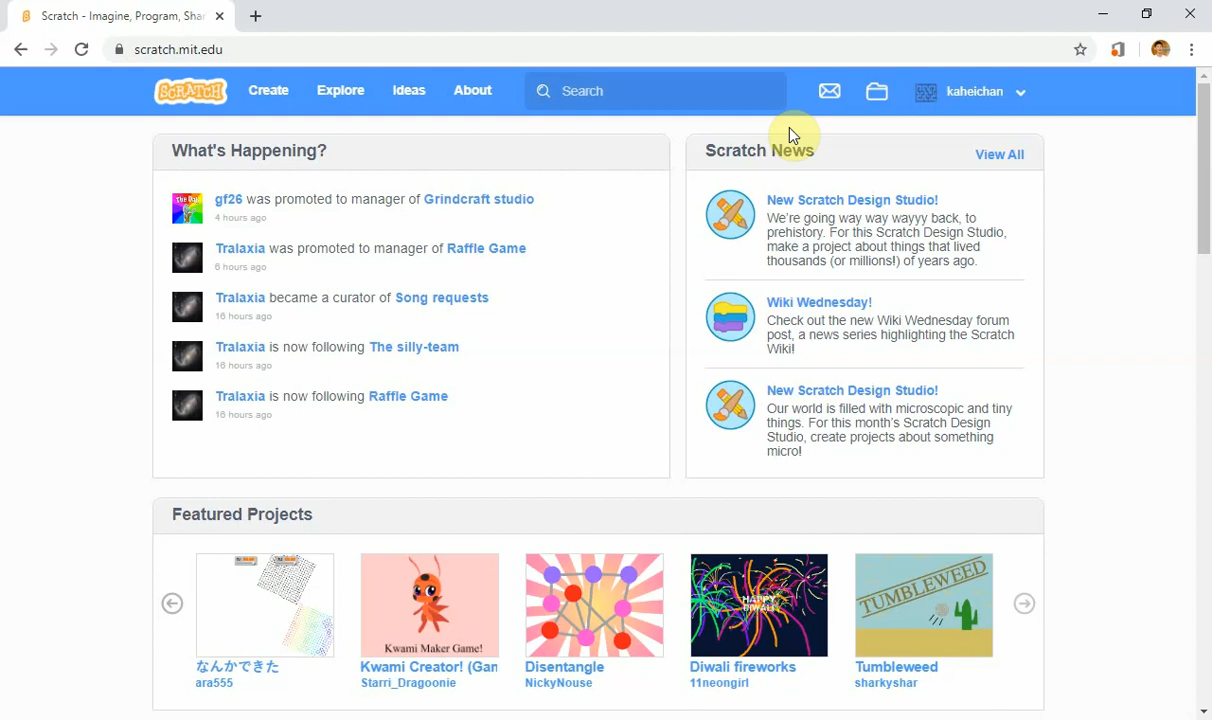 Scratch - Imagine, Program, Shar
scratch.mit.edu
SCRATCH
Create
Explore
Ideas
About
Search
kaheichan
What's Happening?
gf26 was promoted to manager of Grindcraft studio
4 hours ago
Tralaxia was promoted to manager of Raffle Game
6 hours ago
Tralaxia became a curator of Song requests
16 hours ago
Tralaxia is now following The silly-team
16 hours ago
Tralaxia is now following Raffle Game
16 hours ago
Scratch News
View All
New Scratch Design Studio!
We're going way way wayyy back, to
prehistory. For this Scratch Design Studio,
make a project about things that lived
thousands (or millions!) of years ago.
Wiki Wednesday!
Check out the new Wiki Wednesday forum
post, a news series highlighting the Scratch
Wiki!
New Scratch Design Studio!
Our world is filled with microscopic and tiny
things. For this month's Scratch Design
Studio, create projects about something
micro!
Featured Projects
Kwami Maker Game!
HAPPY
DIWALI
TUMBLEWEED
なんかできた
ara555
Kwami Creator! (Gan
Starri_Dragoonie
Disentangle
NickyNouse
Diwali fireworks
11neongirl
Tumbleweed
sharkyshar